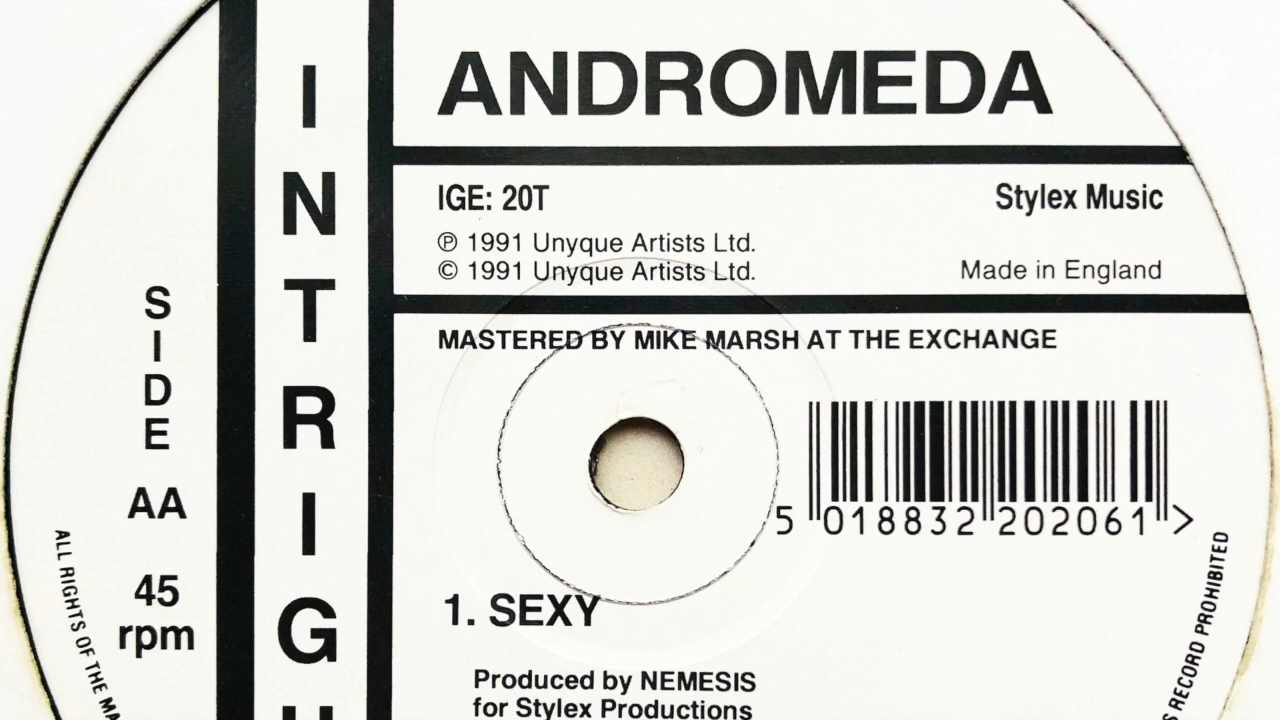 ANDROMEDA
INTRIGU
IGE: 20T
Stylex Music
℗ 1991 Unyque Artists Ltd.
© 1991 Unyque Artists Ltd.
Made in England
MASTERED BY MIKE MARSH AT THE EXCHANGE
SIDE
AA
45
rpm
5 018832 202061 >
1. SEXY
Produced by NEMESIS
for Stylex Productions
ALL RIGHTS OF THE
RECORD PROHIBITED